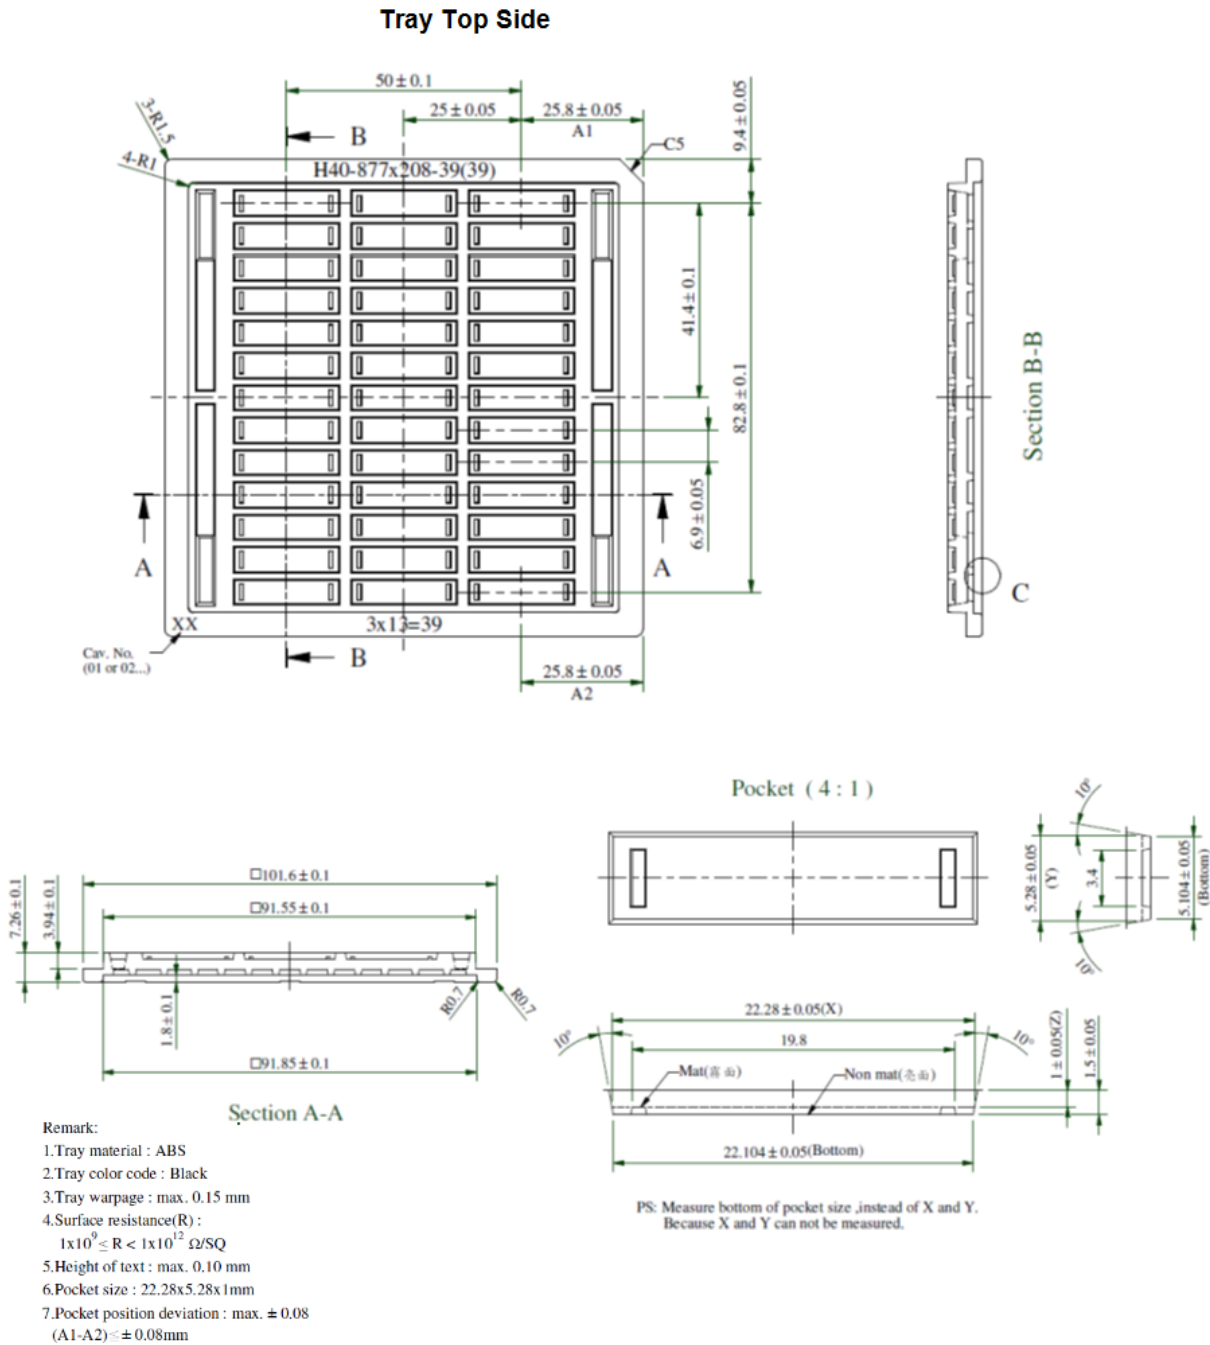 Tray Top Side
50±0.1
25±0.05
25.8±0.05
A1
9.4±0.05
3-R1.5
4-R1
B
C5
H40-877x208-39(39)
41.4±0.1
82.8±0.1
6.9±0.05
Section B-B
A
A
C
XX
3x13=39
Cav. No.
(01 or 02...)
B
25.8±0.05
A2
Pocket ( 4 : 1 )
10°
5.28±0.05
(Y)
3.4
5.104±0.05
(Bottom)
10°
□101.6±0.1
□91.55±0.1
7.26±0.1
3.94±0.1
1.8±0.1
R0.7
R0.7
□91.85±0.1
Section A-A
22.28±0.05(X)
19.8
10°
10°
Mat(霧面)
Non mat(亮面)
1±0.05(Z)
1.5±0.05
22.104±0.05(Bottom)
PS: Measure bottom of pocket size ,instead of X and Y.
Because X and Y can not be measured.
Remark:
1.Tray material : ABS
2.Tray color code : Black
3.Tray warpage : max. 0.15 mm
4.Surface resistance(R) :
1x10⁹≤ R < 1x10¹² Ω/SQ
5.Height of text : max. 0.10 mm
6.Pocket size : 22.28x5.28x1mm
7.Pocket position deviation : max. ± 0.08
(A1-A2)≤± 0.08mm